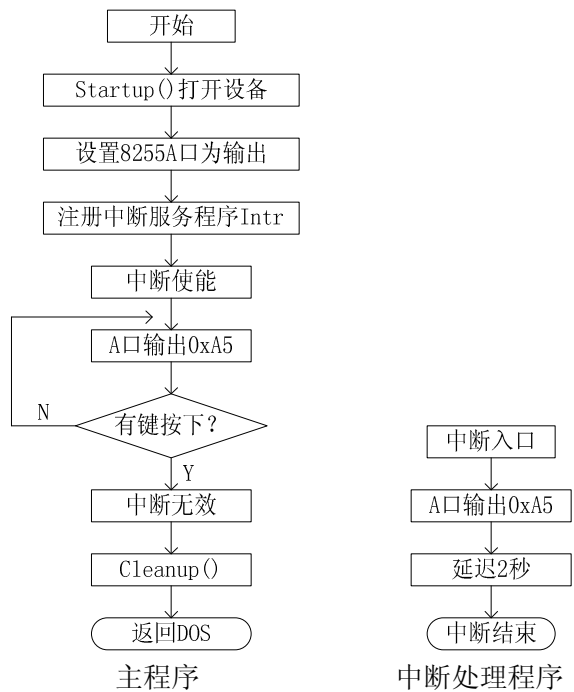 开始
Startup()打开设备
设置8255A口为输出
注册中断服务程序Intr
中断使能
A口输出0xA5
有键按下?
N
Y
中断无效
Cleanup()
返回DOS
主程序
中断入口
A口输出0xA5
延迟2秒
中断结束
中断处理程序